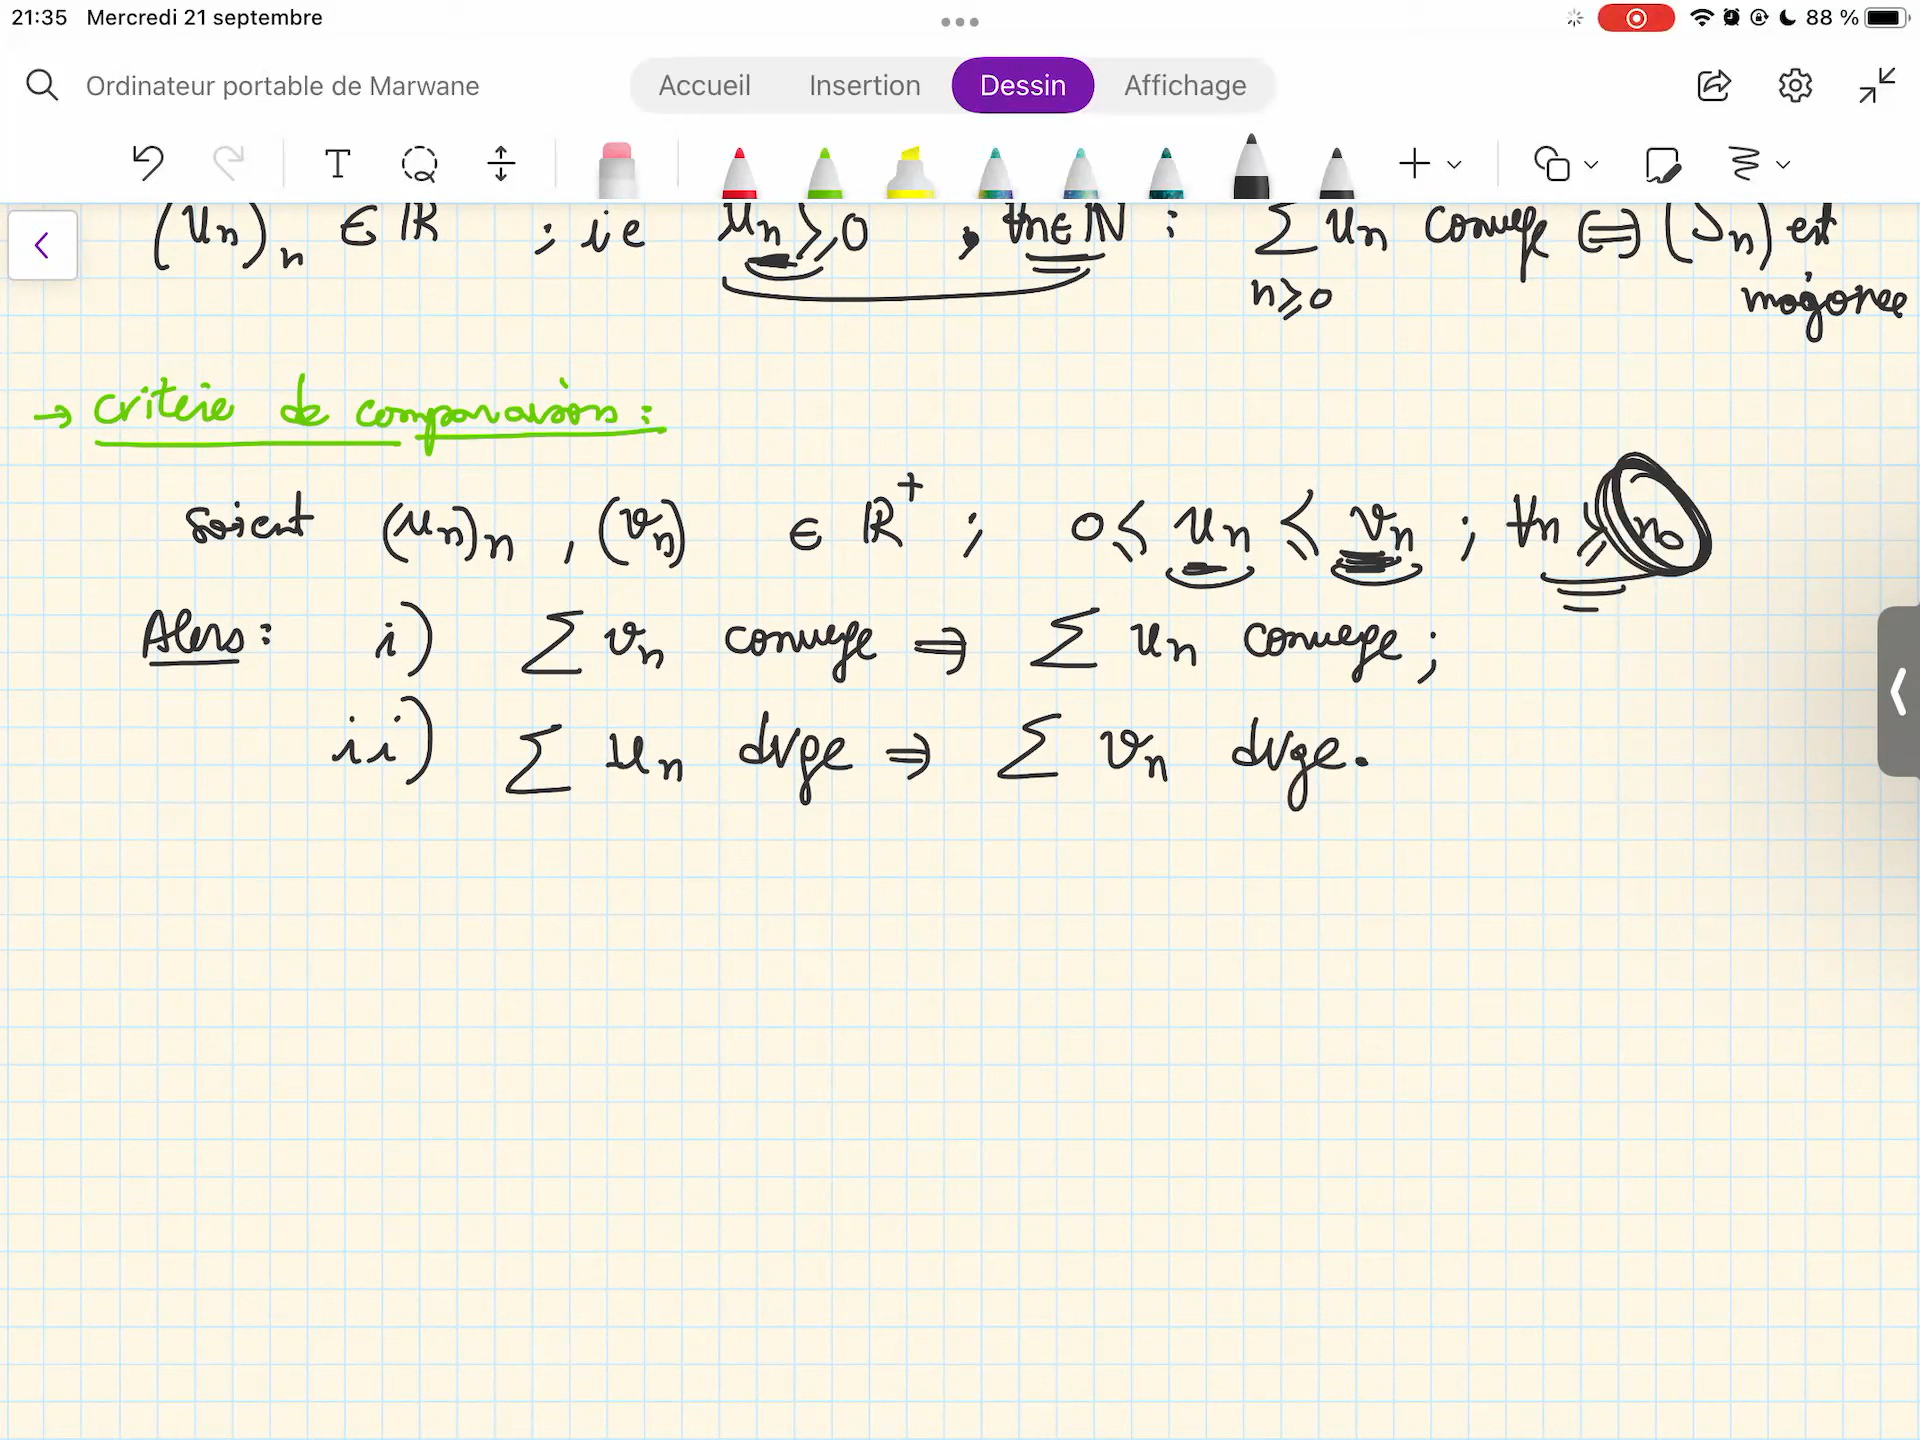 21:35 Mercredi 21 septembre 88 %
Ordinateur portable de Marwane Accueil Insertion Dessin Affichage
T
(Un)n ∈ ℝ ; ie un ⩾ 0 , ∀n∈ℕ : ∑ un converge ⟺ (Sn) est
n⩾0 majorée
→ critère de comparaison :
soient (un)n , (vn) ∈ ℝ⁺ ; 0 ⩽ un ⩽ vn ; ∀n ⩾ n₀
Alors : i) ∑ vn converge ⟹ ∑ un converge ;
ii) ∑ un dvge ⟹ ∑ vn dvge.